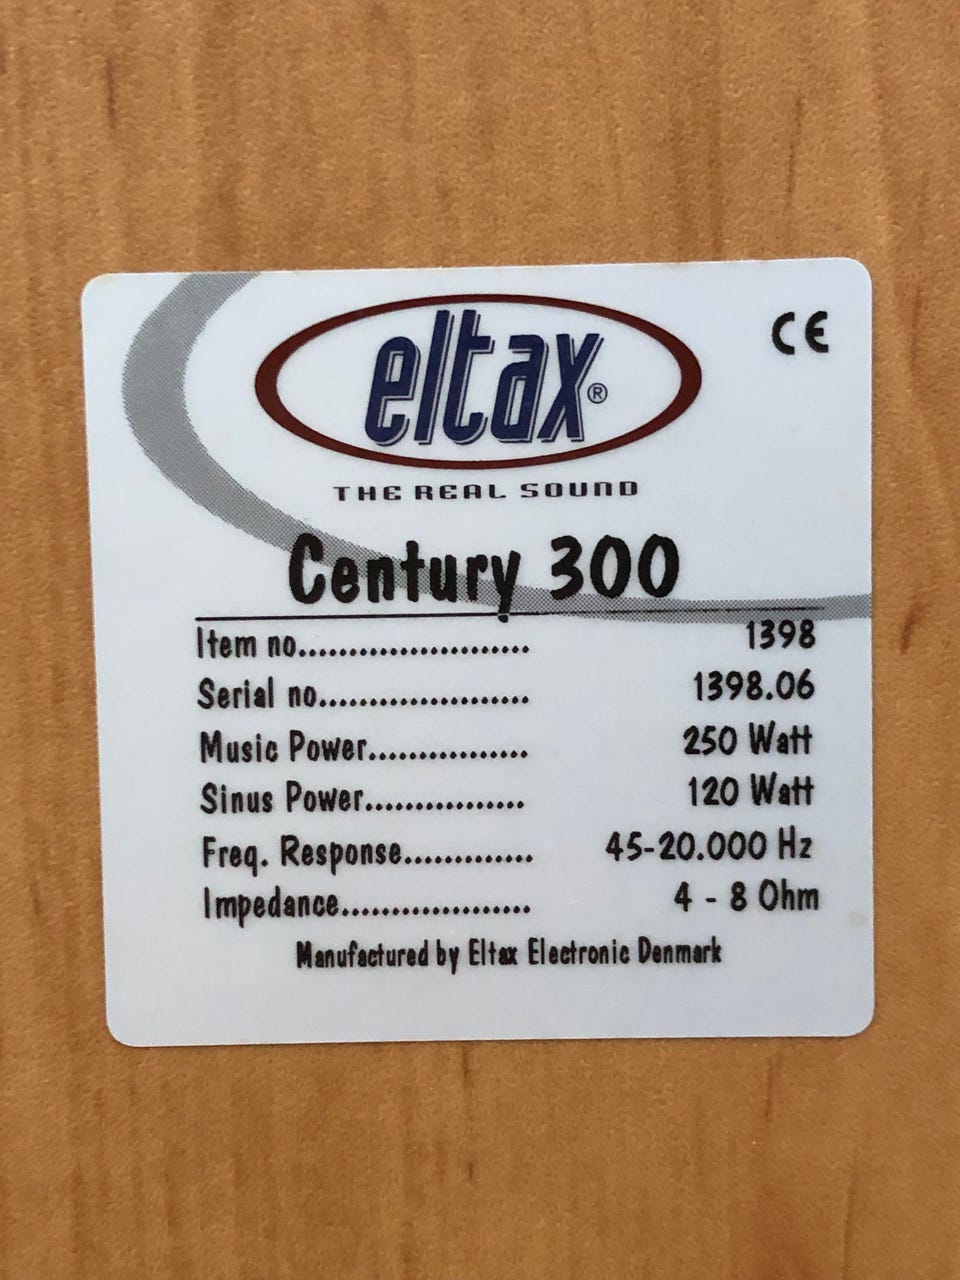 CE
eltax®
THE REAL SOUND
Century 300
Item no....................... 1398
Serial no..................... 1398.06
Music Power................ 250 Watt
Sinus Power................ 120 Watt
Freq. Response............. 45-20.000 Hz
Impedance................... 4 - 8 Ohm
Manufactured by Eltax Electronic Denmark